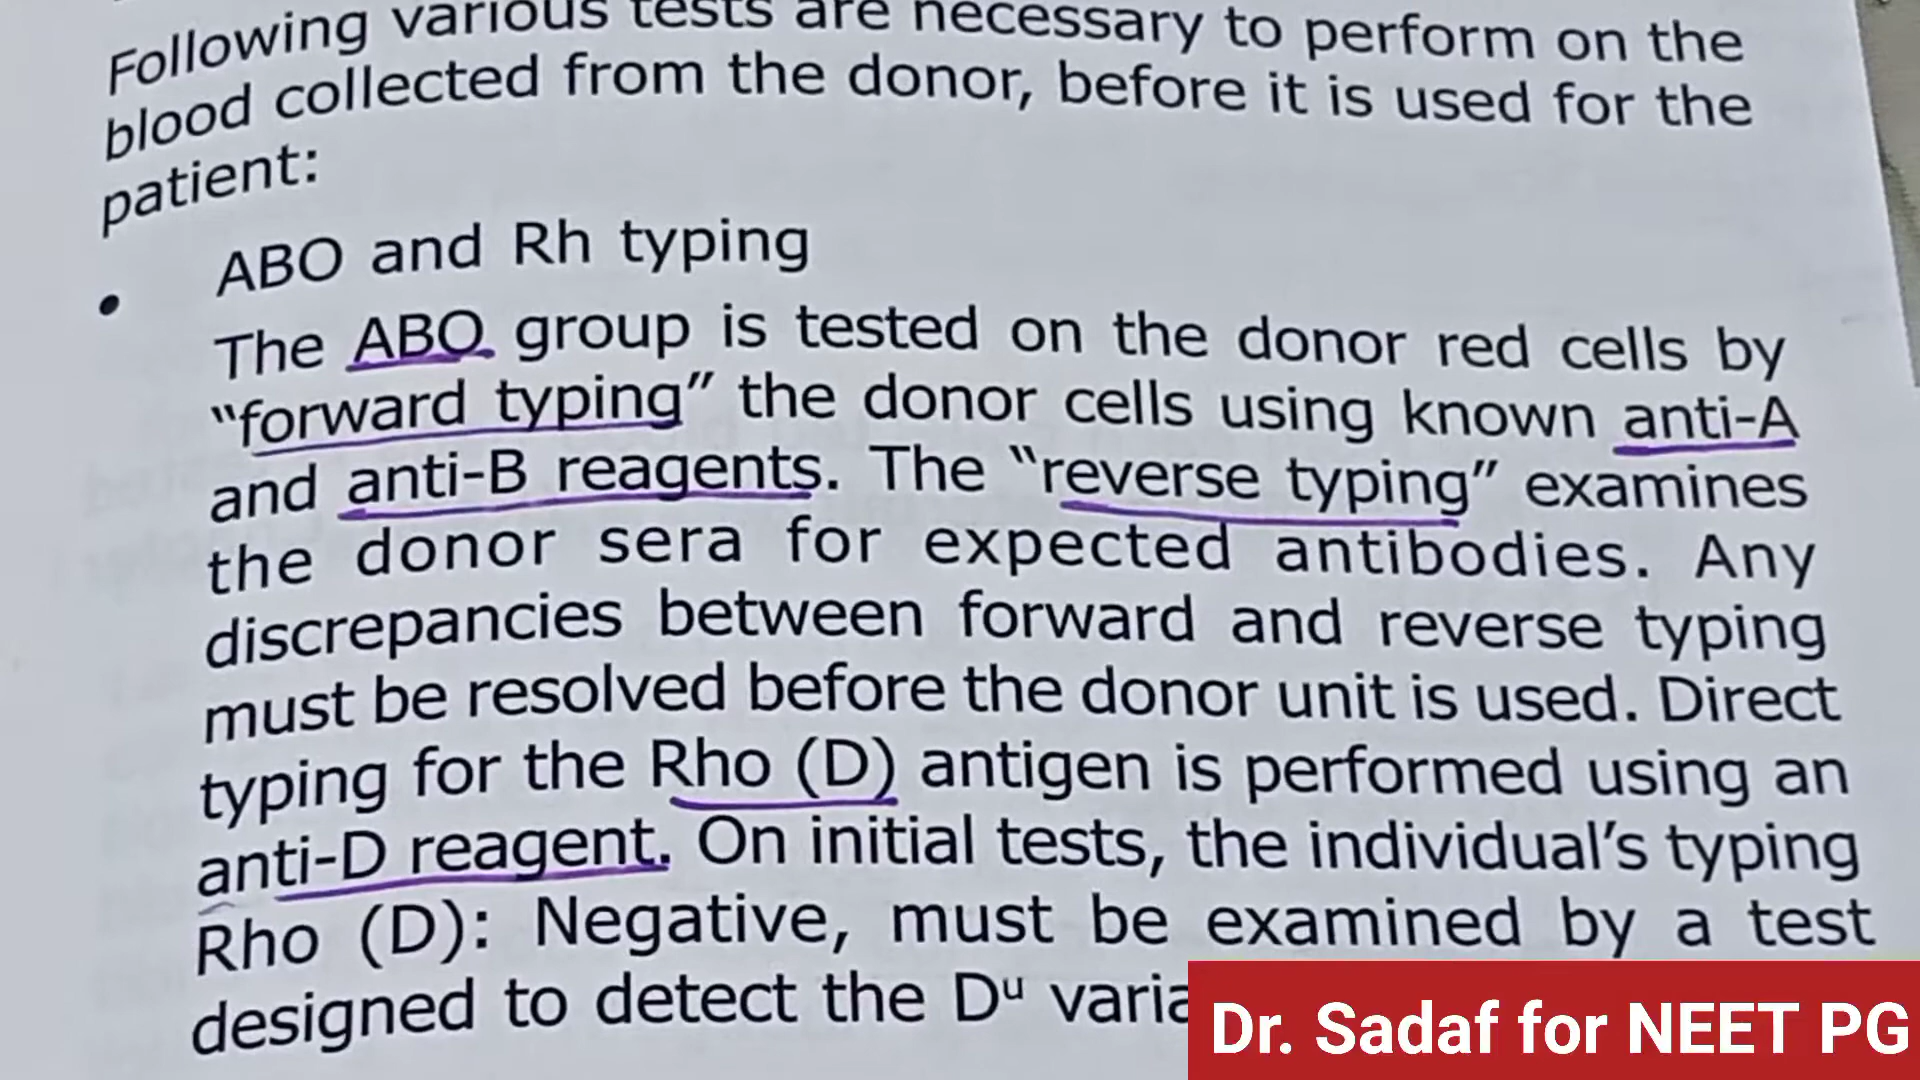 Following various tests are necessary to perform on the
blood collected from the donor, before it is used for the
patient:
• ABO and Rh typing
The ABO group is tested on the donor red cells by
“forward typing” the donor cells using known anti-A
and anti-B reagents. The “reverse typing” examines
the donor sera for expected antibodies. Any
discrepancies between forward and reverse typing
must be resolved before the donor unit is used. Direct
typing for the Rho (D) antigen is performed using an
anti-D reagent. On initial tests, the individual’s typing
Rho (D): Negative, must be examined by a test
designed to detect the Dᵘ varia
Dr. Sadaf for NEET PG